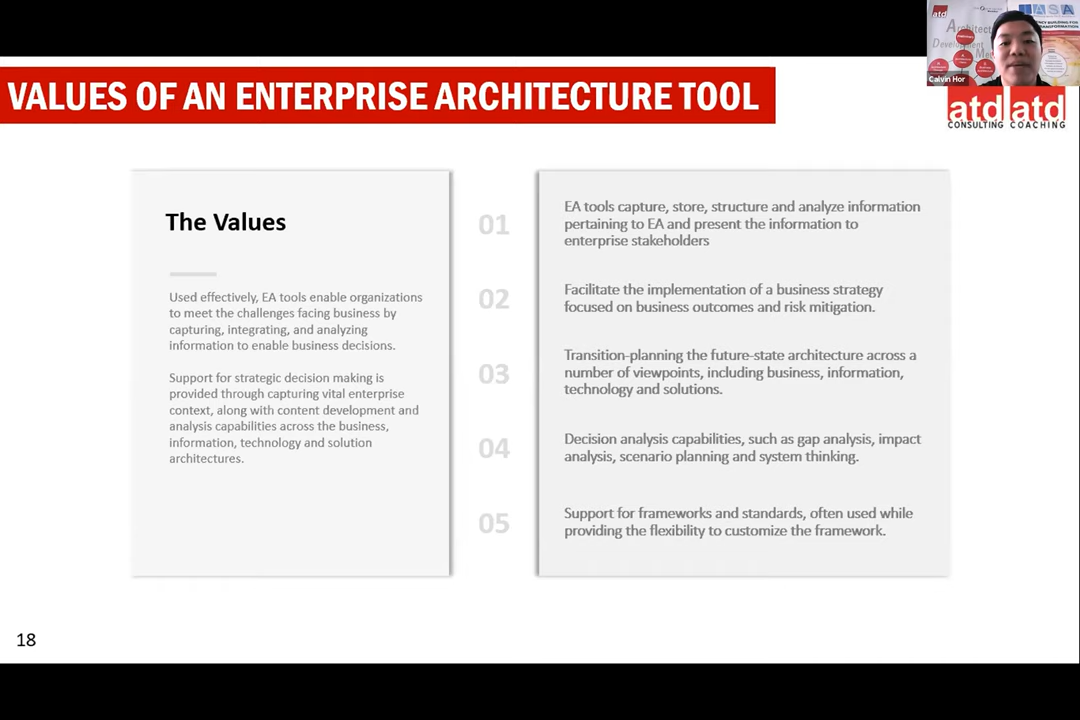 VALUES OF AN ENTERPRISE ARCHITECTURE TOOL
atd
Calvin Hor
atd atd
CONSULTING COACHING
The Values
Used effectively, EA tools enable organizations
to meet the challenges facing business by
capturing, integrating, and analyzing
information to enable business decisions.
Support for strategic decision making is
provided through capturing vital enterprise
context, along with content development and
analysis capabilities across the business,
information, technology and solution
architectures.
01
EA tools capture, store, structure and analyze information
pertaining to EA and present the information to
enterprise stakeholders
02
Facilitate the implementation of a business strategy
focused on business outcomes and risk mitigation.
03
Transition-planning the future-state architecture across a
number of viewpoints, including business, information,
technology and solutions.
04
Decision analysis capabilities, such as gap analysis, impact
analysis, scenario planning and system thinking.
05
Support for frameworks and standards, often used while
providing the flexibility to customize the framework.
18